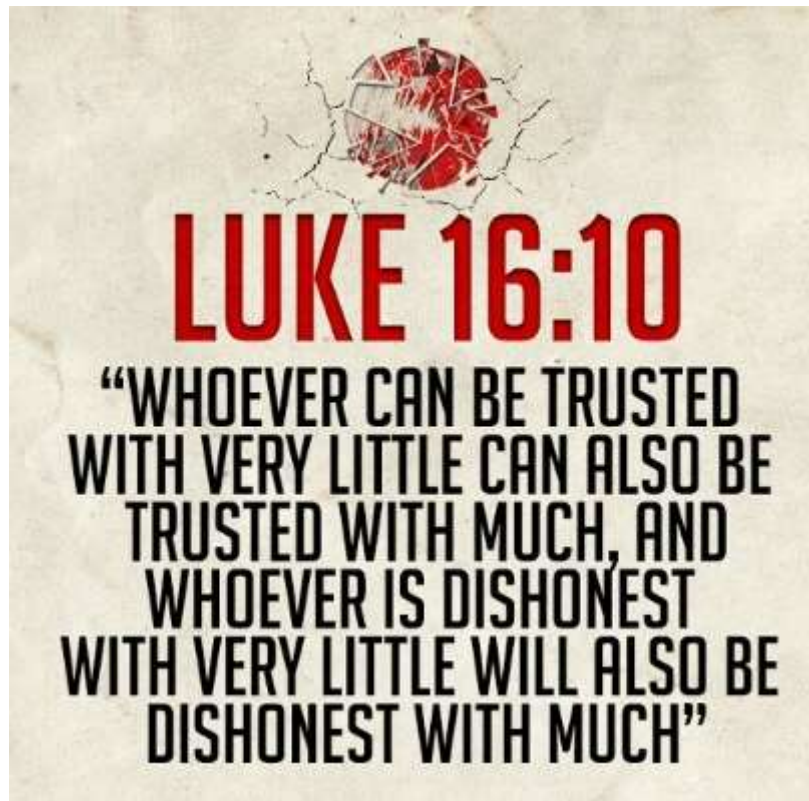 LUKE 16:10
“WHOEVER CAN BE TRUSTED
WITH VERY LITTLE CAN ALSO BE
TRUSTED WITH MUCH, AND
WHOEVER IS DISHONEST
WITH VERY LITTLE WILL ALSO BE
DISHONEST WITH MUCH”